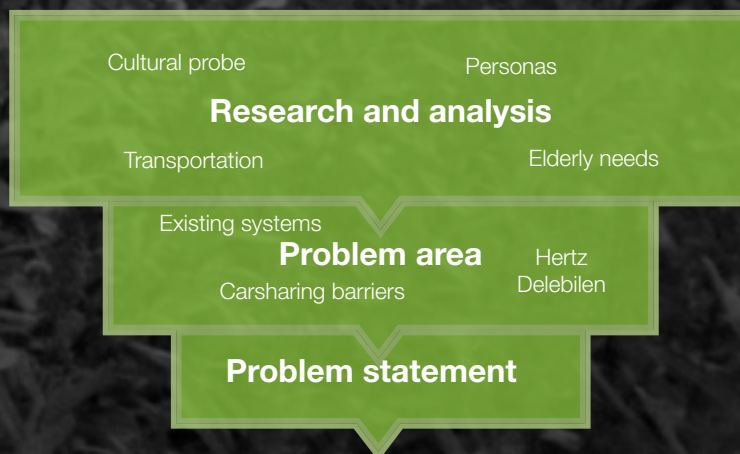 Cultural probe
Personas
Research and analysis
Transportation
Elderly needs
Existing systems
Problem area
Hertz
Delebilen
Carsharing barriers
Problem statement